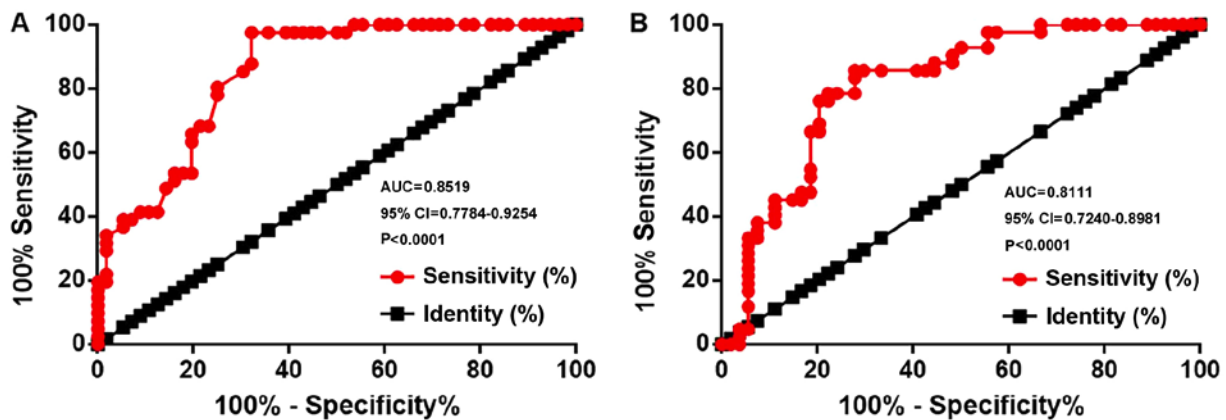 A
100% Sensitivity
100
80
60
40
20
0
AUC=0.8519
95% CI=0.7784-0.9254
P<0.0001
Sensitivity (%)
Identity (%)
0 20 40 60 80 100
100% - Specificity%
B
100% Sensitivity
100
80
60
40
20
0
AUC=0.8111
95% CI=0.7240-0.8981
P<0.0001
Sensitivity (%)
Identity (%)
0 20 40 60 80 100
100% - Specificity%